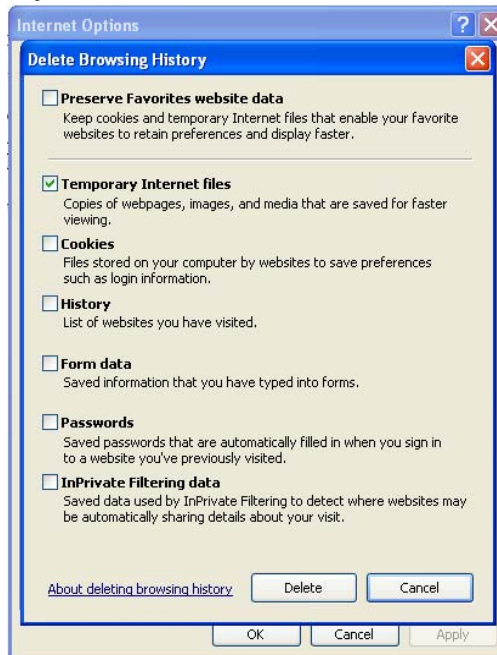 Internet Options
Delete Browsing History
Preserve Favorites website data
Keep cookies and temporary Internet files that enable your favorite
websites to retain preferences and display faster.
Temporary Internet files
Copies of webpages, images, and media that are saved for faster
viewing.
Cookies
Files stored on your computer by websites to save preferences
such as login information.
History
List of websites you have visited.
Form data
Saved information that you have typed into forms.
Passwords
Saved passwords that are automatically filled in when you sign in
to a website you've previously visited.
InPrivate Filtering data
Saved data used by InPrivate Filtering to detect where websites may
be automatically sharing details about your visit.
About deleting browsing history Delete Cancel
OK Cancel Apply